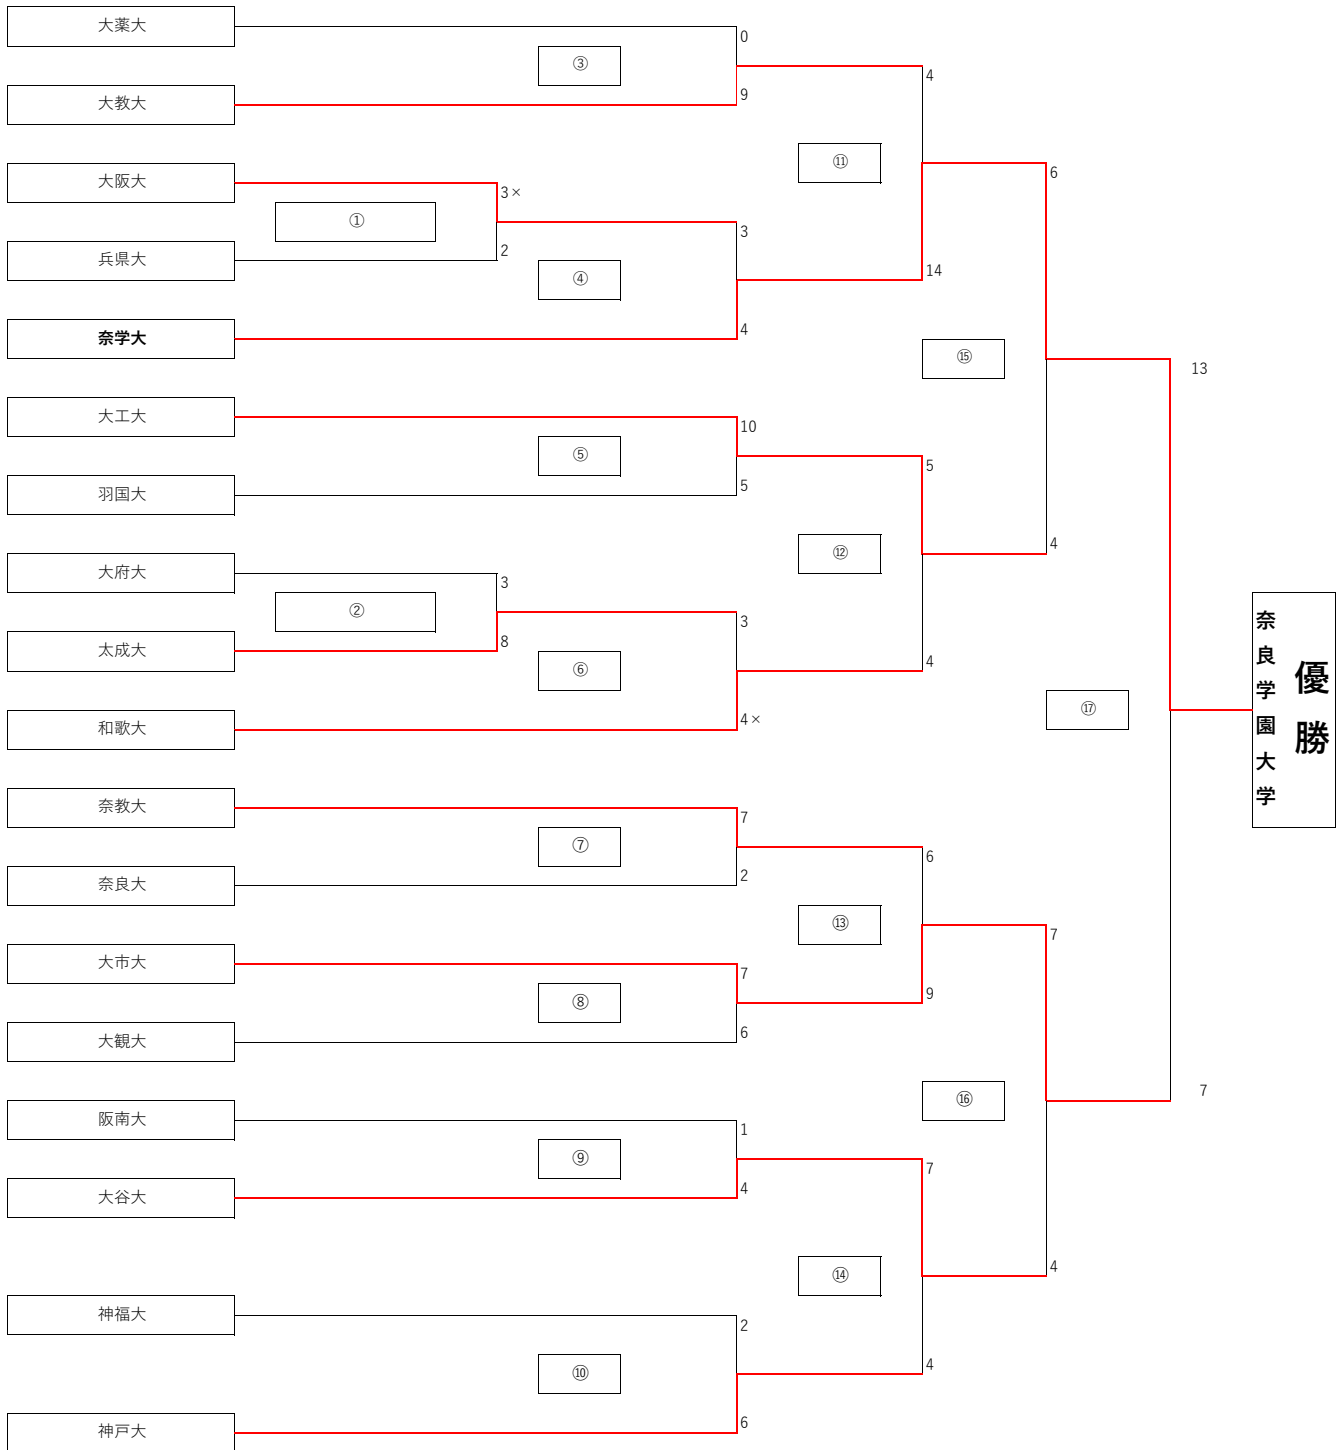 大薬大
0
③
4
大教大
9
⑪
大阪大
3×
6
①
3
兵県大
2
④
14
奈学大
4
⑮
13
大工大
10
⑤
5
羽国大
5
⑫
4
大府大
3
②
3
太成大
8
⑥
4
和歌大
4×
⑰
奈良学園大学
優勝
奈教大
7
⑦
6
奈良大
2
⑬
7
大市大
7
⑧
9
大観大
6
⑯
7
阪南大
1
⑨
7
大谷大
4
⑭
4
神福大
2
⑩
4
神戸大
6